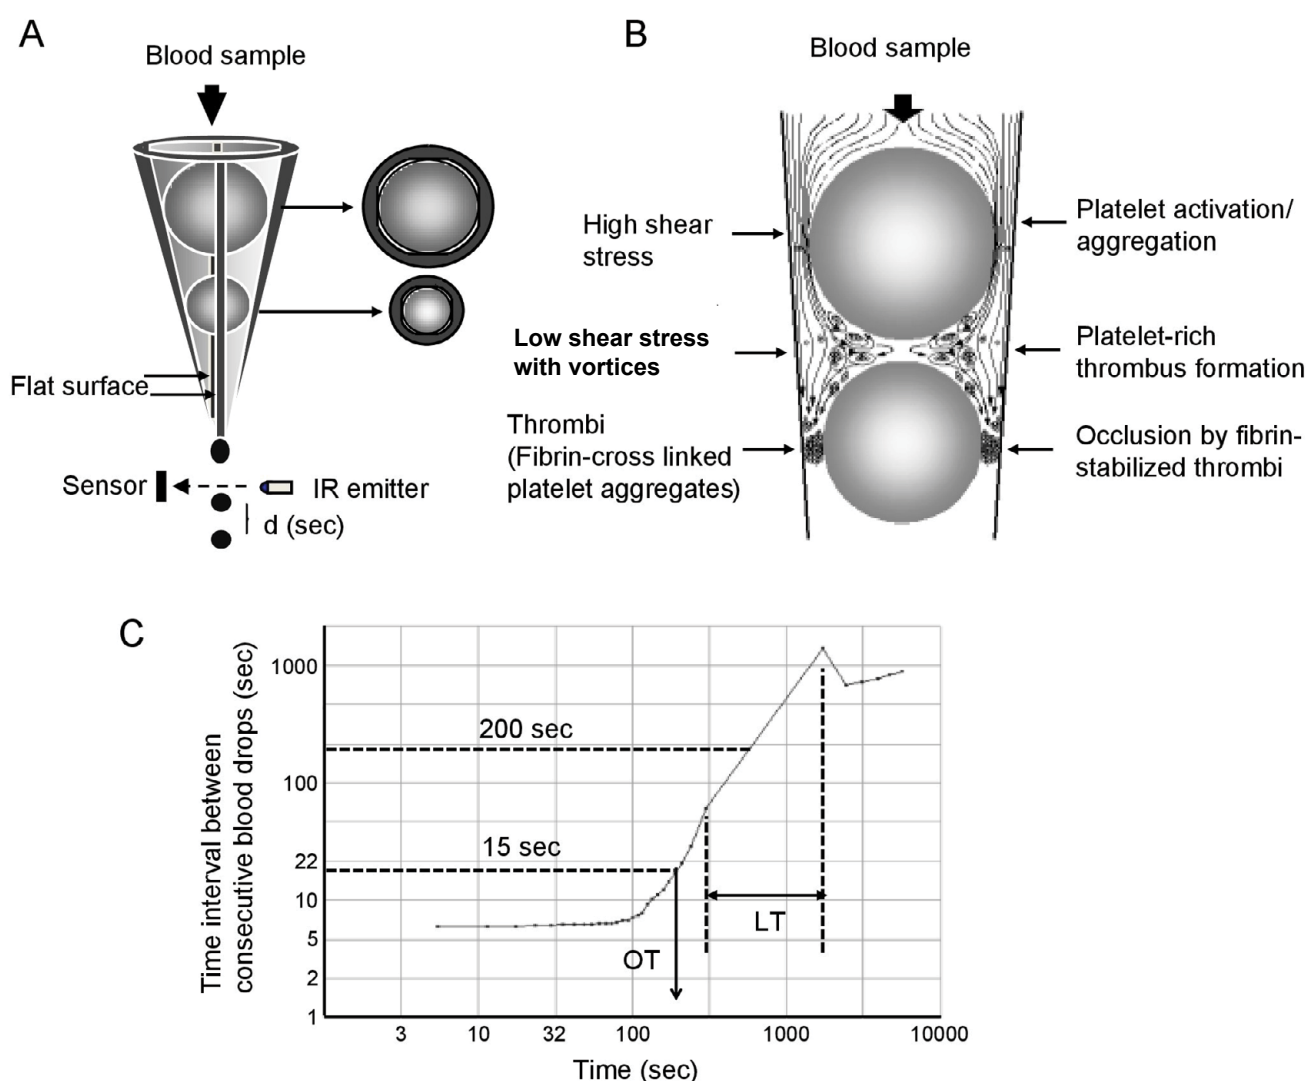 A
Blood sample
Flat surface
Sensor
IR emitter
d (sec)
B
Blood sample
High shear
stress
Low shear stress
with vortices
Thrombi
(Fibrin-cross linked
platelet aggregates)
Platelet activation/
aggregation
Platelet-rich
thrombus formation
Occlusion by fibrin-
stabilized thrombi
C
Time interval between
consecutive blood drops (sec)
1000
100
22
10
5
2
1
200 sec
15 sec
OT
LT
3 10 32 100 1000 10000
Time (sec)